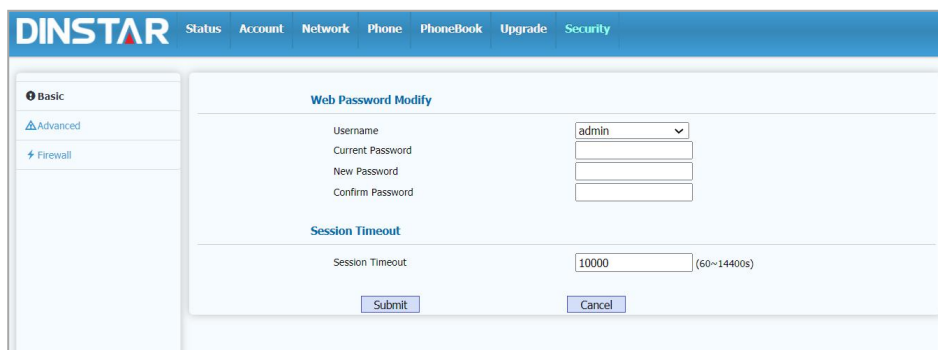 DINSTAR Status Account Network Phone PhoneBook Upgrade Security
Basic
Advanced
Firewall
Web Password Modify
Username admin
Current Password
New Password
Confirm Password
Session Timeout
Session Timeout 10000 (60~14400s)
Submit Cancel